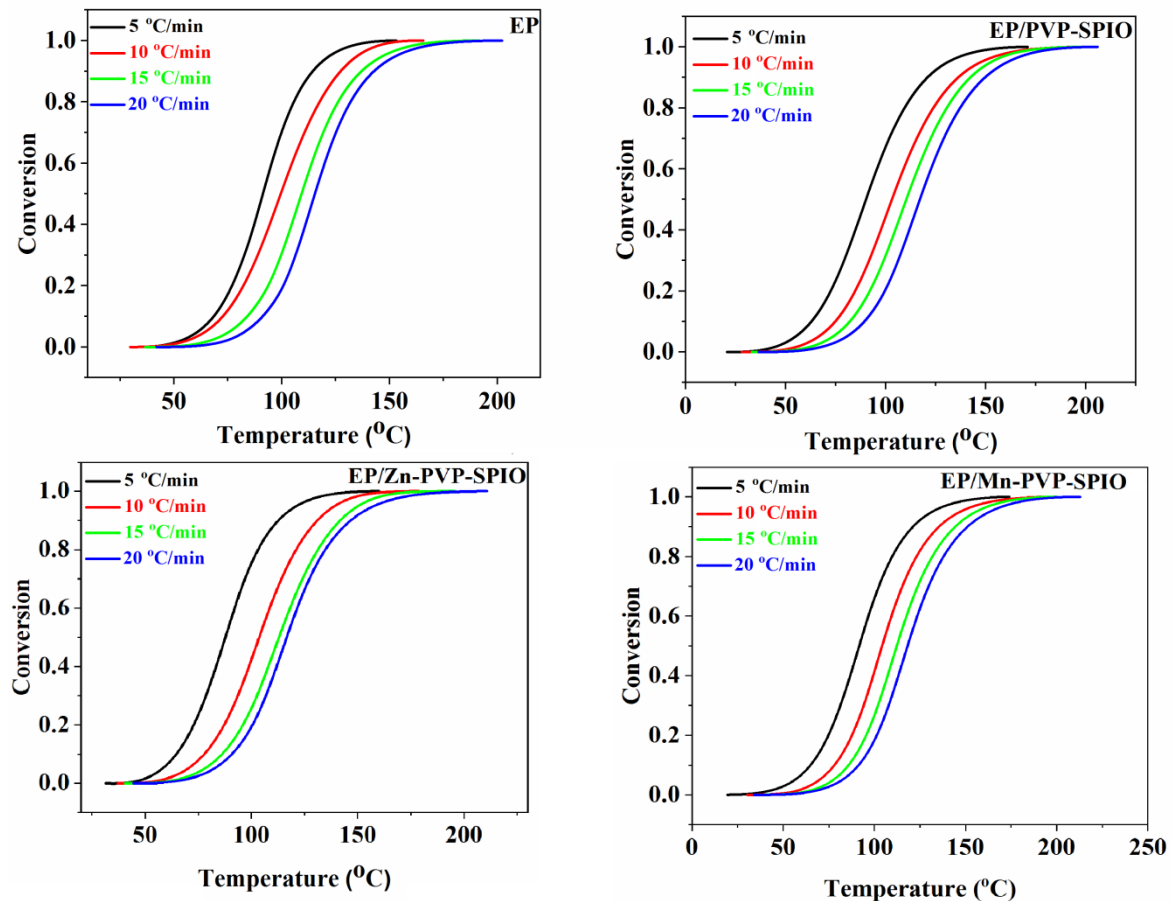 EP
5 °C/min
10 °C/min
15 °C/min
20 °C/min
1.0
0.8
0.6
0.4
0.2
0.0
Conversion
50 100 150 200
Temperature (°C)
EP/PVP-SPIO
5 °C/min
10 °C/min
15 °C/min
20 °C/min
1.0
0.8
0.6
0.4
0.2
0.0
Conversion
0 50 100 150 200
Temperature (°C)
EP/Zn-PVP-SPIO
5 °C/min
10 °C/min
15 °C/min
20 °C/min
1.0
0.8
0.6
0.4
0.2
0.0
Conversion
50 100 150 200
Temperature (°C)
EP/Mn-PVP-SPIO
5 °C/min
10 °C/min
15 °C/min
20 °C/min
1.0
0.8
0.6
0.4
0.2
0.0
Conversion
0 50 100 150 200 250
Temperature (°C)